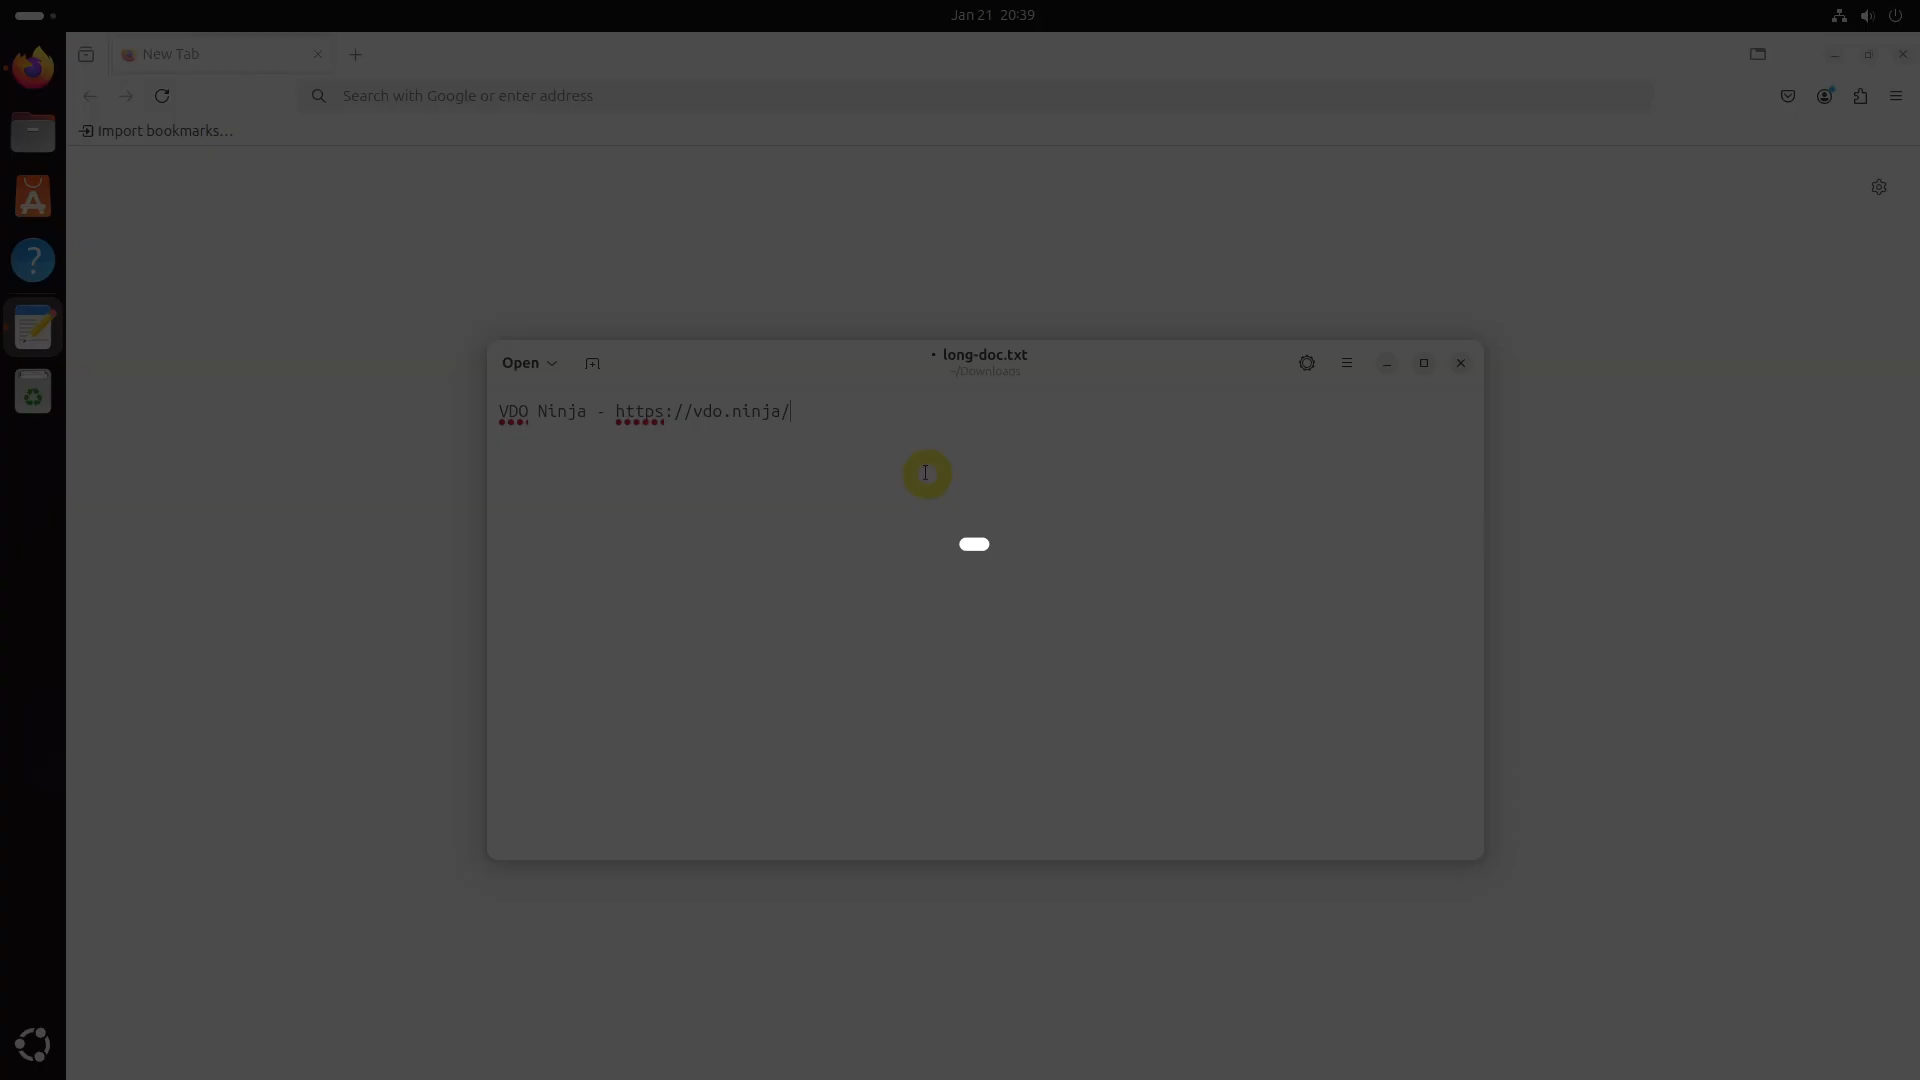 Jan 21 20:39
New Tab
Search with Google or enter address
Import bookmarks…
Open
• long-doc.txt
~/Downloads
VDO Ninja - https://vdo.ninja/